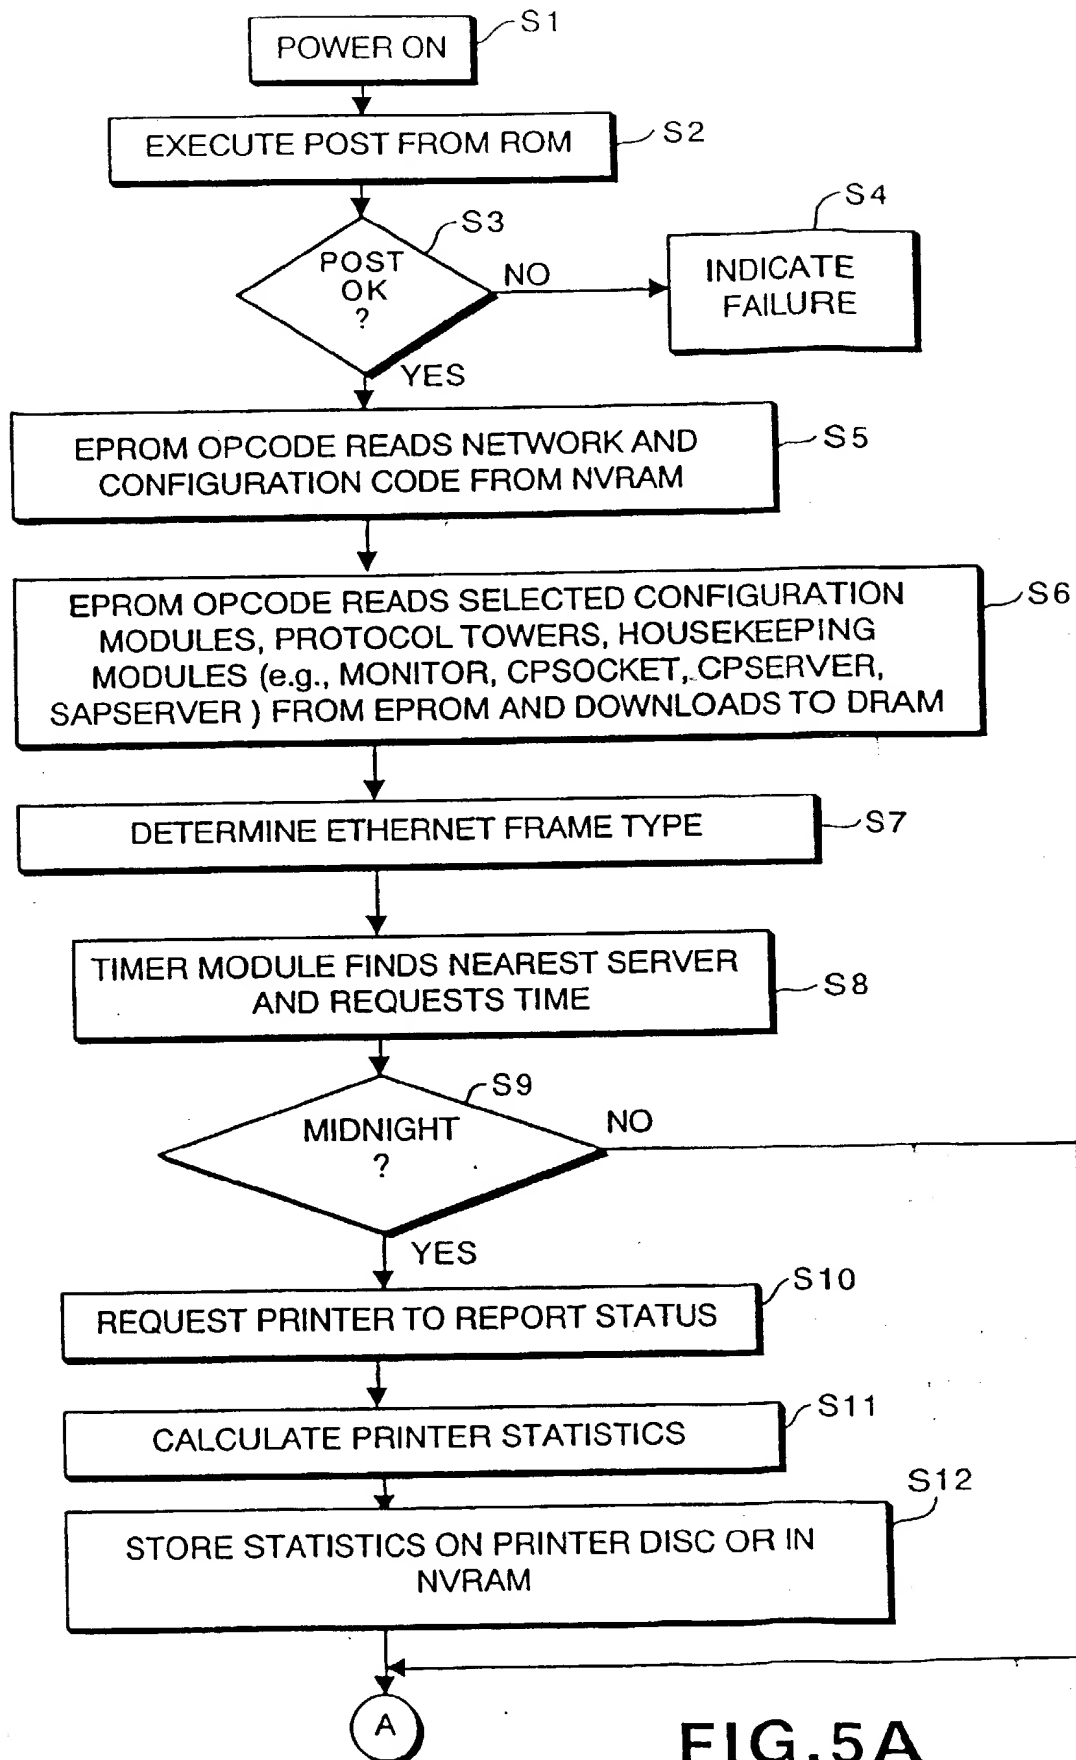 POWER ON
S1
EXECUTE POST FROM ROM
S2
POST
OK
?
S3
NO
INDICATE
FAILURE
S4
YES
EPROM OPCODE READS NETWORK AND
CONFIGURATION CODE FROM NVRAM
S5
EPROM OPCODE READS SELECTED CONFIGURATION
MODULES, PROTOCOL TOWERS, HOUSEKEEPING
MODULES (e.g., MONITOR, CPSOCKET, CPSERVER,
SAPSERVER ) FROM EPROM AND DOWNLOADS TO DRAM
S6
DETERMINE ETHERNET FRAME TYPE
S7
TIMER MODULE FINDS NEAREST SERVER
AND REQUESTS TIME
S8
MIDNIGHT
?
S9
NO
YES
REQUEST PRINTER TO REPORT STATUS
S10
CALCULATE PRINTER STATISTICS
S11
STORE STATISTICS ON PRINTER DISC OR IN
NVRAM
S12
A
FIG.5A